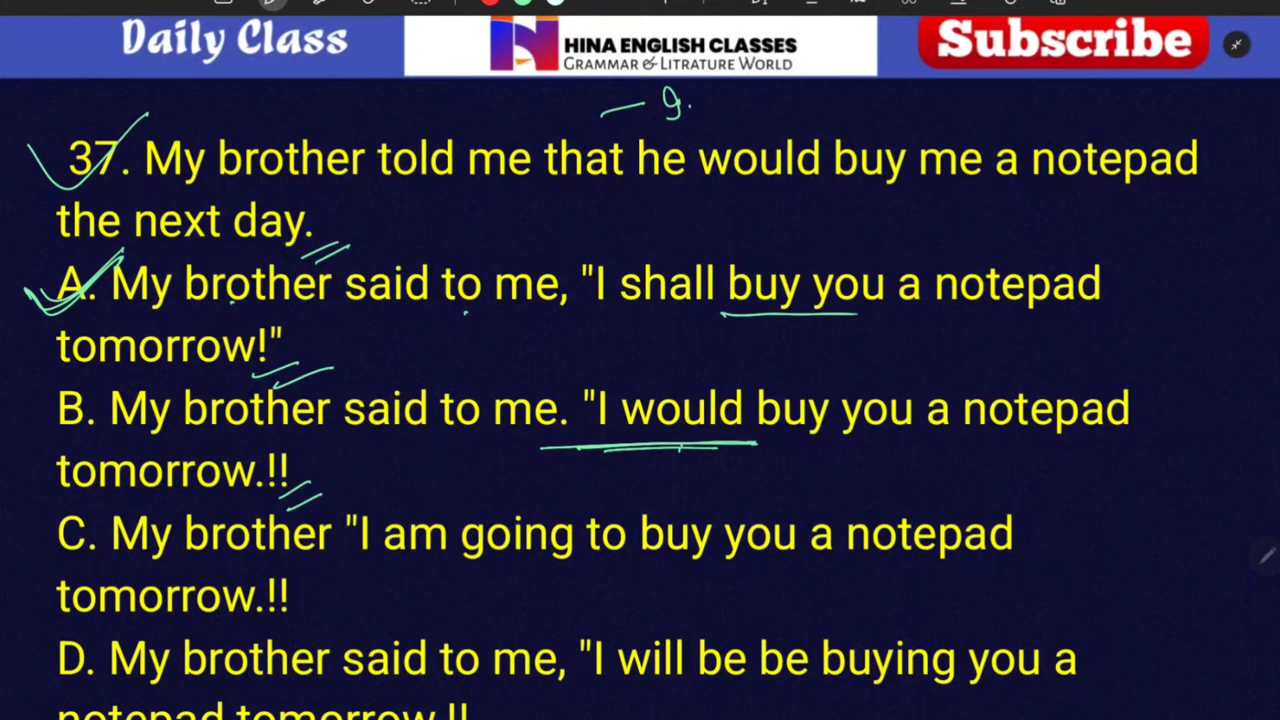 Daily Class
HINA ENGLISH CLASSES
GRAMMAR & LITRATURE WORLD
Subscribe
— g.
37. My brother told me that he would buy me a notepad
the next day.
A. My brother said to me, "I shall buy you a notepad
tomorrow!"
B. My brother said to me. "I would buy you a notepad
tomorrow.!!
C. My brother "I am going to buy you a notepad
tomorrow.!!
D. My brother said to me, "I will be be buying you a
notepad tomorrow.!!